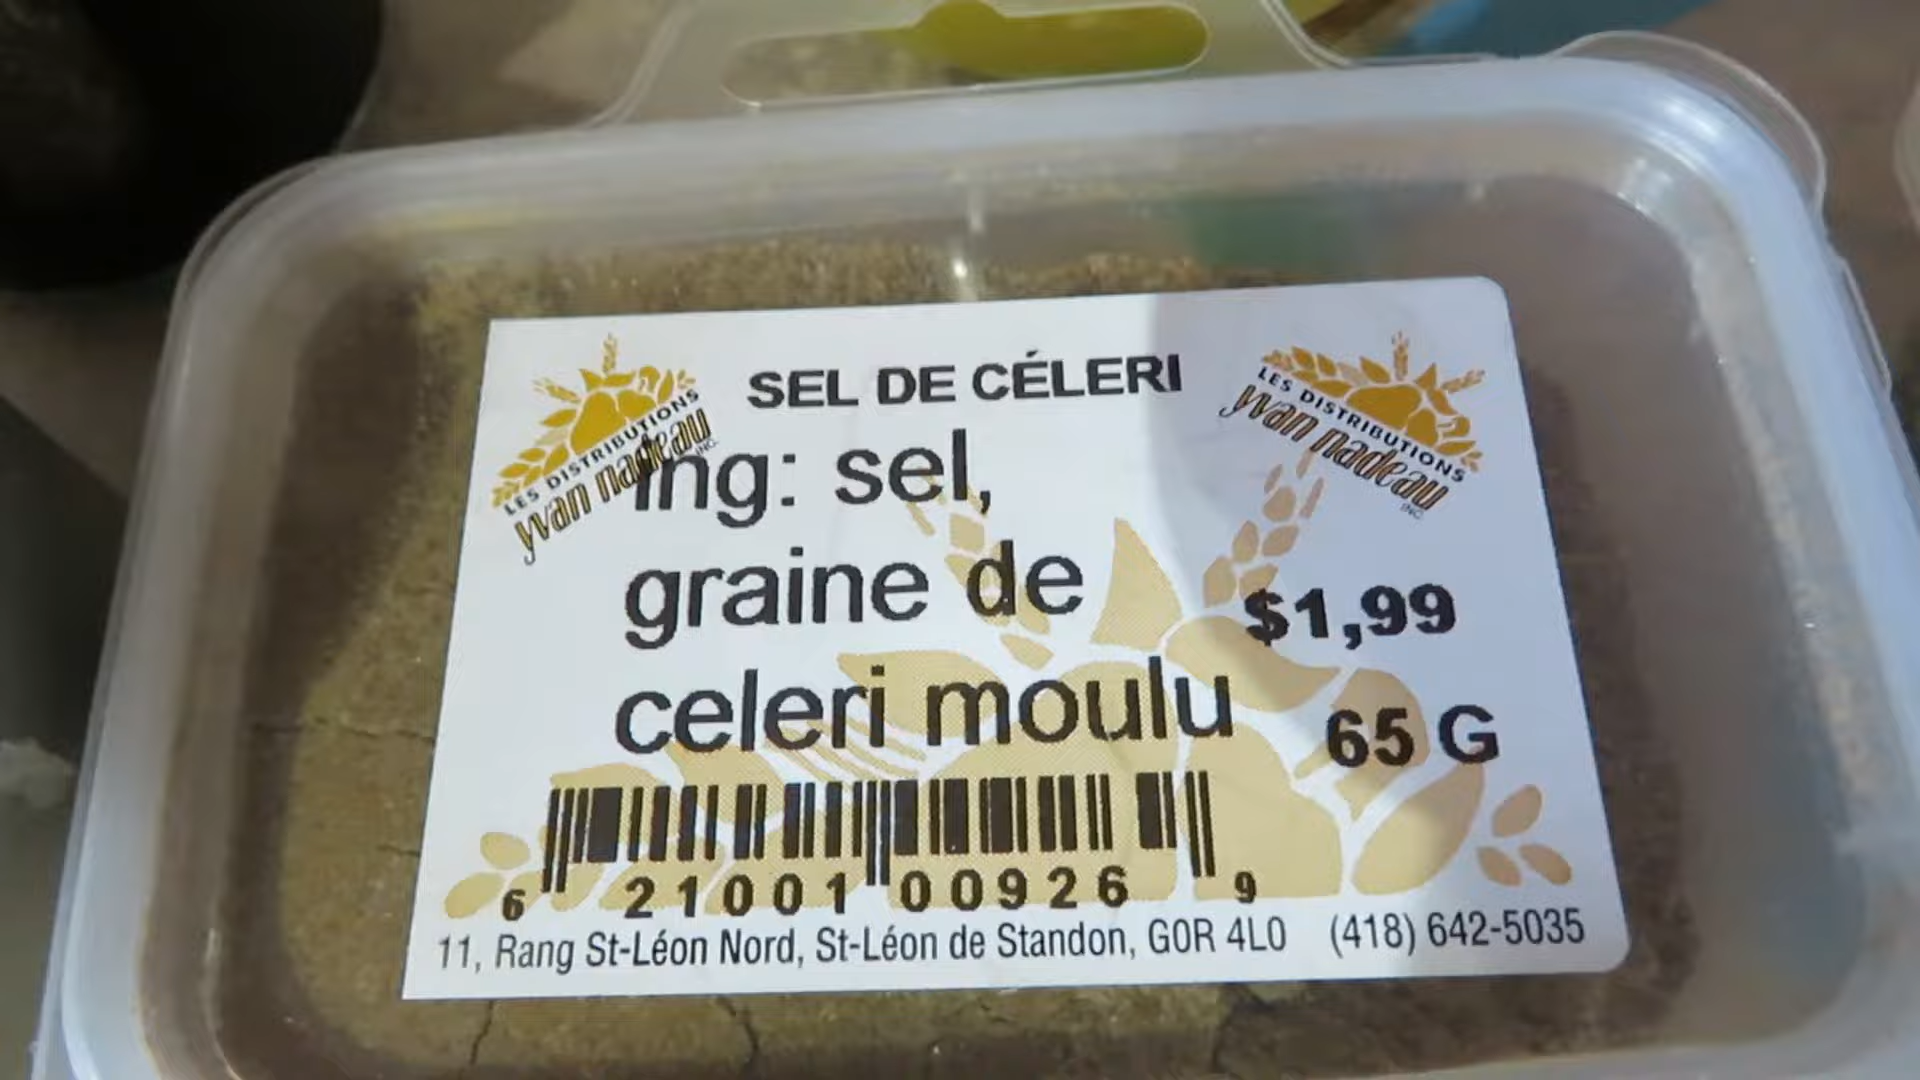 LES DISTRIBUTIONS
yvan nadeau
INC.
SEL DE CÉLERI
LES DISTRIBUTIONS
yvan nadeau
INC.
ing: sel,
graine de
celeri moulu
$1,99
65 G
6 21001 00926 9
11, Rang St-Léon Nord, St-Léon de Standon, G0R 4L0 (418) 642-5035